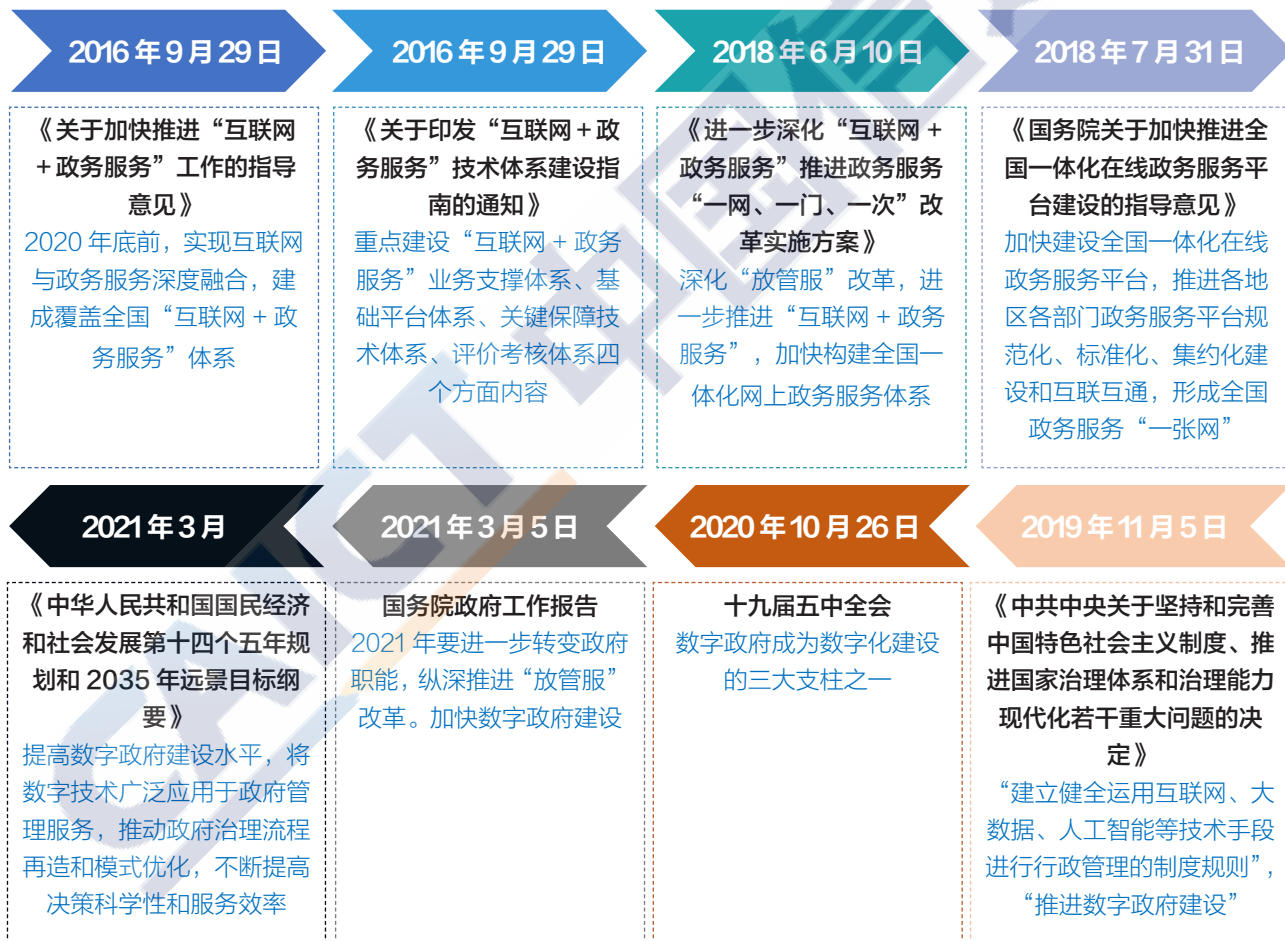 2016年9月29日
《关于加快推进“互联网
+政务服务”工作的指导
意见》
2020年底前，实现互联网
与政务服务深度融合，建
成覆盖全国“互联网+政
务服务”体系
2016年9月29日
《关于印发“互联网+政
务服务”技术体系建设指
南的通知》
重点建设“互联网+政务
服务”业务支撑体系、基
础平台体系、关键保障技
术体系、评价考核体系四
个方面内容
2018年6月10日
《进一步深化“互联网+
政务服务”推进政务服务
“一网、一门、一次”改
革实施方案》
深化“放管服”改革，进
一步推进“互联网+政务
服务”，加快构建全国一
体化网上政务服务体系
2018年7月31日
《国务院关于加快推进全
国一体化在线政务服务平
台建设的指导意见》
加快建设全国一体化在线
政务服务平台，推进各地
区各部门政务服务平台规
范化、标准化、集约化建
设和互联互通，形成全国
政务服务“一张网”
2019年11月5日
《中共中央关于坚持和完善
中国特色社会主义制度、推
进国家治理体系和治理能力
现代化若干重大问题的决
定》
“建立健全运用互联网、大
数据、人工智能等技术手段
进行行政管理的制度规则”，
“推进数字政府建设”
2020年10月26日
十九届五中全会
数字政府成为数字化建设
的三大支柱之一
2021年3月5日
国务院政府工作报告
2021年要进一步转变政府
职能，纵深推进“放管服”
改革。加快数字政府建设
2021年3月
《中华人民共和国国民经济
和社会发展第十四个五年规
划和2035年远景目标纲
要》
提高数字政府建设水平，将
数字技术广泛应用于政府管
理服务，推动政府治理流程
再造和模式优化，不断提高
决策科学性和服务效率
CAICT 中国信